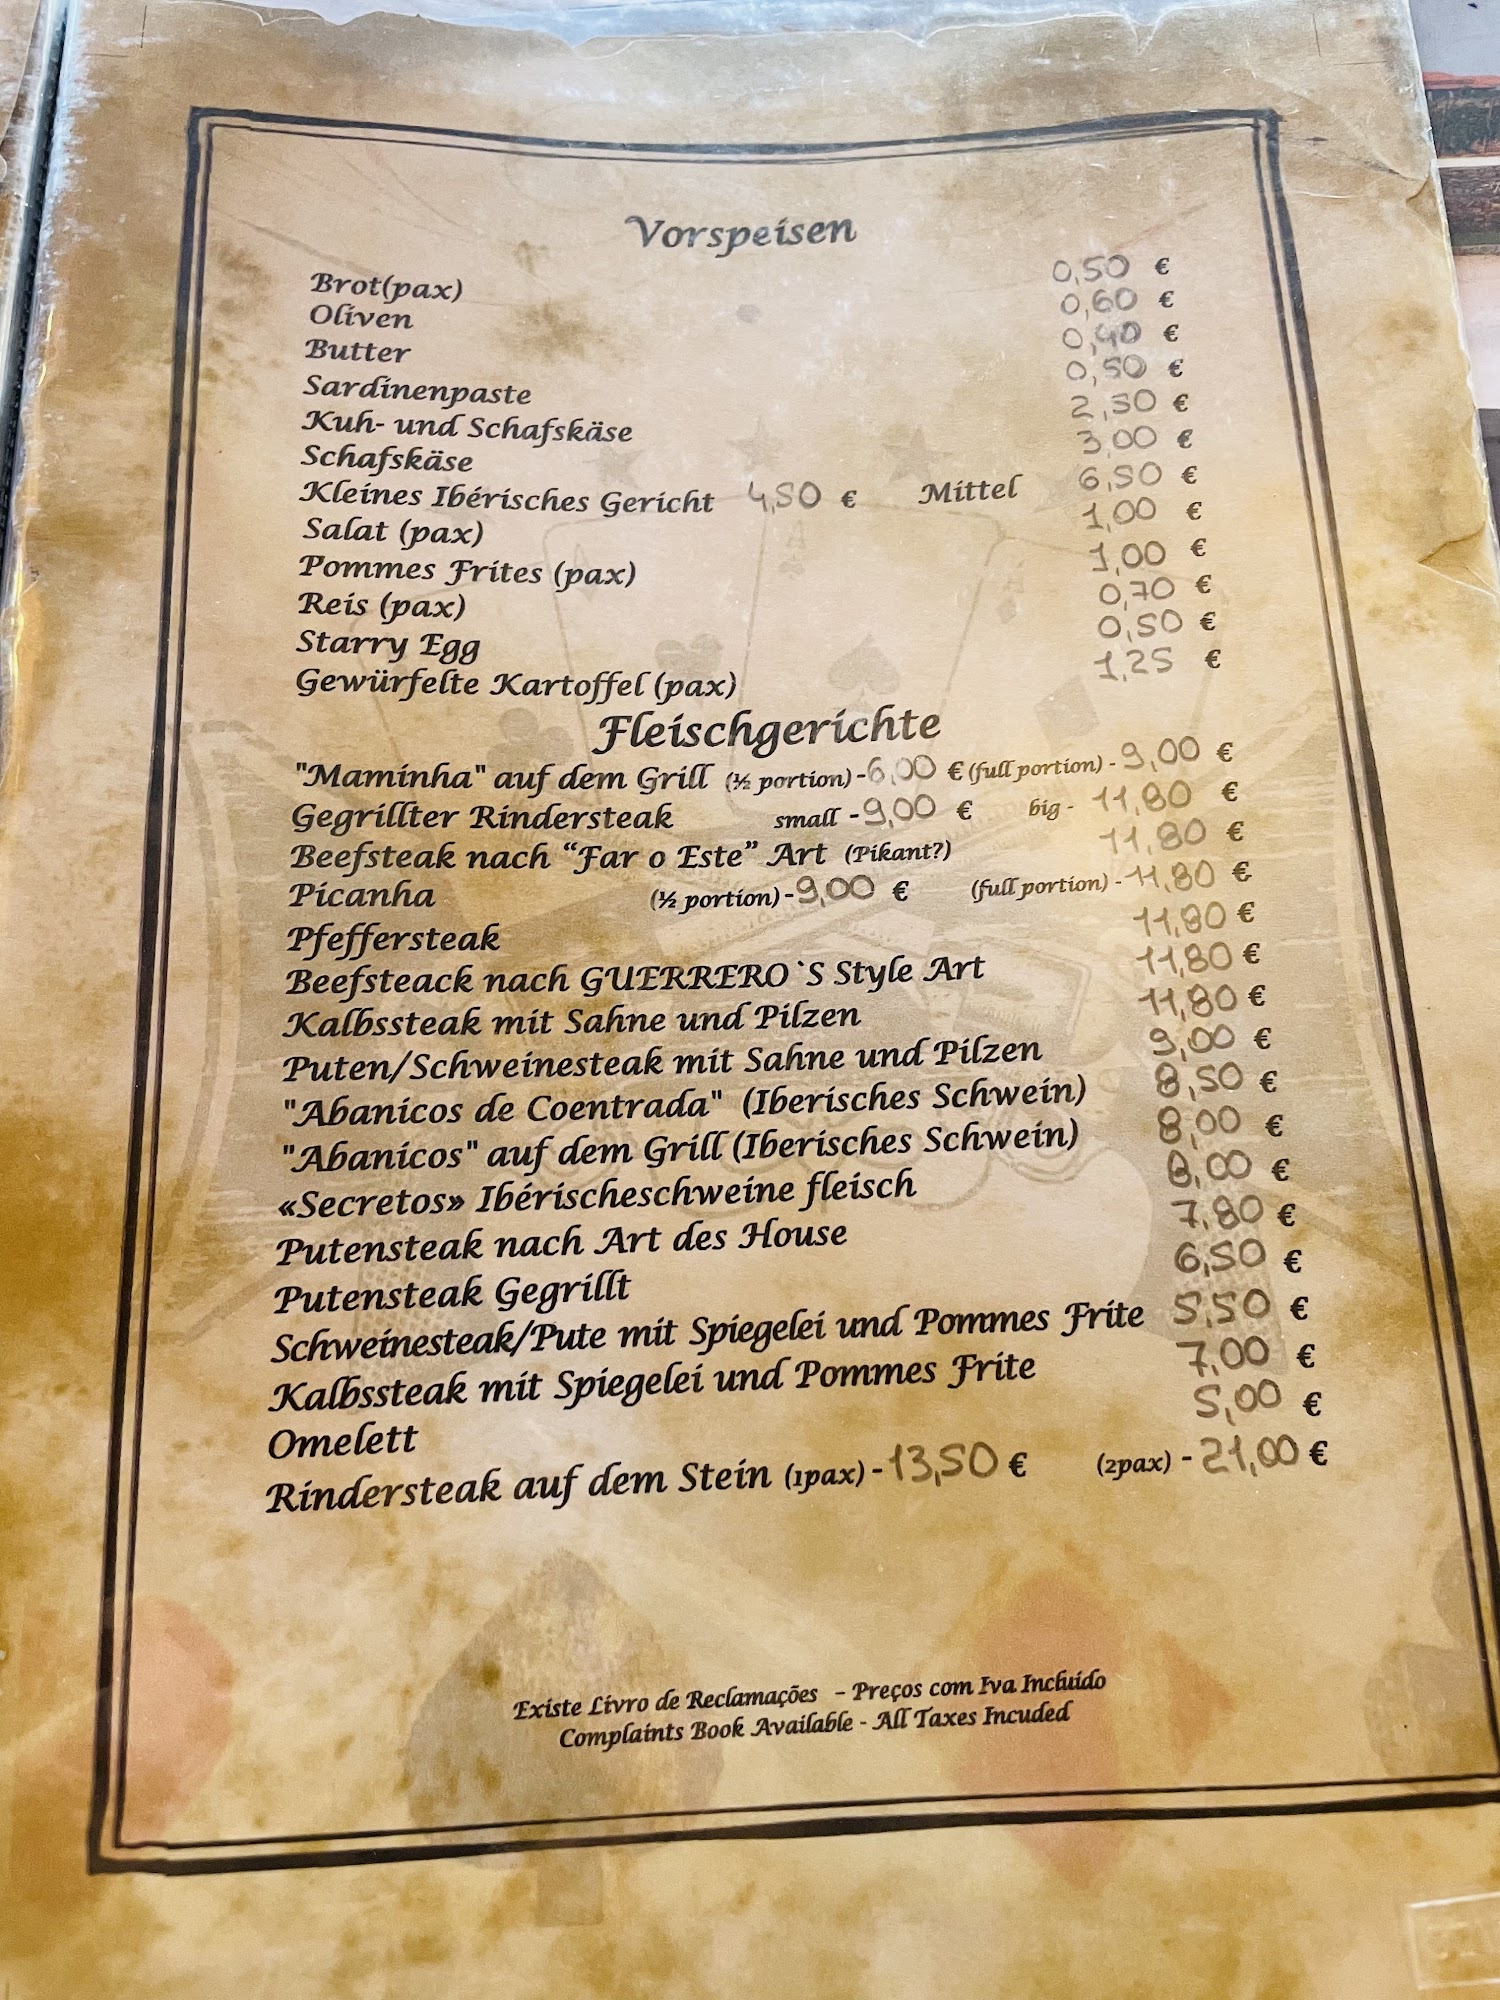 Vorspeisen
Brot(pax) 0,50 €
Oliven 0,60 €
Butter 0,40 €
Sardinenpaste 0,50 €
Kuh- und Schafskäse 2,50 €
Schafskäse 3,00 €
Kleines Ibérisches Gericht 4,50 € Mittel 6,50 €
Salat (pax) 1,00 €
Pommes Frites (pax) 1,00 €
Reis (pax) 0,70 €
Starry Egg 0,50 €
Gewürfelte Kartoffel (pax) 1,25 €
Fleischgerichte
"Maminha" auf dem Grill (½ portion) - 6,00 € (full portion) - 9,00 €
Gegrillter Rindersteak small - 9,00 € big - 11,80 €
Beefsteak nach “Far o Este” Art (Pikant?) 11,80 €
Picanha (½ portion) - 9,00 € (full portion) - 11,80 €
Pfeffersteak 11,80 €
Beefsteack nach GUERRERO`S Style Art 11,80 €
Kalbssteak mit Sahne und Pilzen 11,80 €
Puten/Schweinesteak mit Sahne und Pilzen 9,00 €
"Abanicos de Coentrada" (Iberisches Schwein) 8,50 €
"Abanicos" auf dem Grill (Iberisches Schwein) 8,00 €
«Secretos» Ibérischeschweine fleisch 8,00 €
Putensteak nach Art des House 7,80 €
Putensteak Gegrillt 6,50 €
Schweinesteak/Pute mit Spiegelei und Pommes Frite 5,50 €
Kalbssteak mit Spiegelei und Pommes Frite 7,00 €
Omelett 5,00 €
Rindersteak auf dem Stein (1pax) - 13,50 € (2pax) - 21,00 €
Existe Livro de Reclamações - Preços com Iva Incluido
Complaints Book Available - All Taxes Incuded